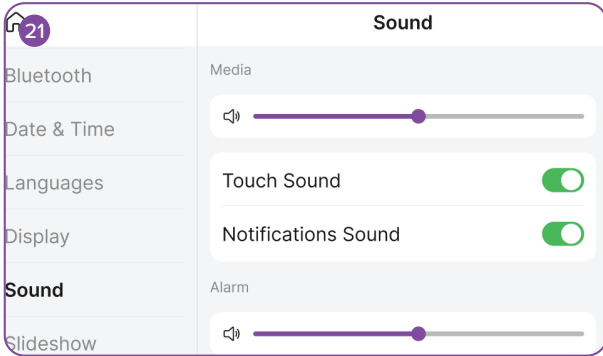 21
Sound
Bluetooth
Date & Time
Languages
Display
Sound
Slideshow
Media
Touch Sound
Notifications Sound
Alarm